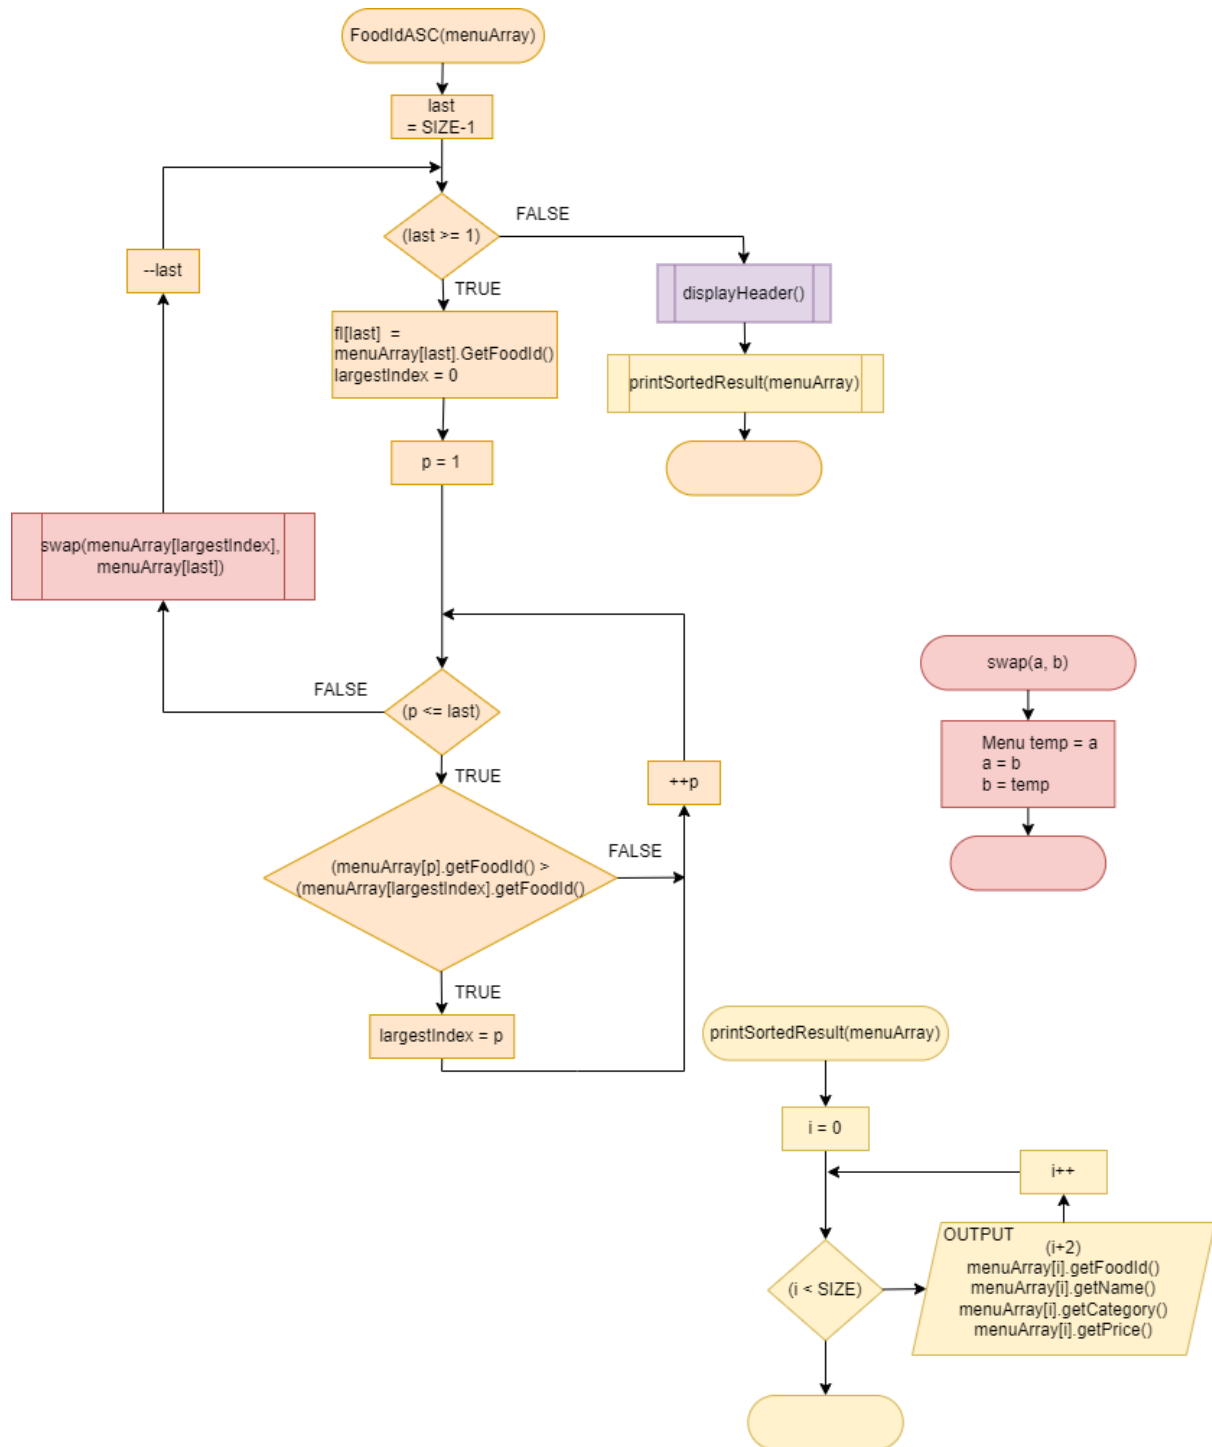 FoodIdASC(menuArray)
last
= SIZE-1
FALSE
(last >= 1)
--last
displayHeader()
TRUE
fI[last] =
menuArray[last].GetFoodId()
largestIndex = 0
printSortedResult(menuArray)
p = 1
swap(menuArray[largestIndex],
menuArray[last])
swap(a, b)
FALSE
(p <= last)
Menu temp = a
a = b
b = temp
TRUE
++p
FALSE
(menuArray[p].getFoodId() >
(menuArray[largestIndex].getFoodId()
TRUE
largestIndex = p
printSortedResult(menuArray)
i = 0
i++
OUTPUT
(i+2)
menuArray[i].getFoodId()
menuArray[i].getName()
menuArray[i].getCategory()
menuArray[i].getPrice()
(i < SIZE)